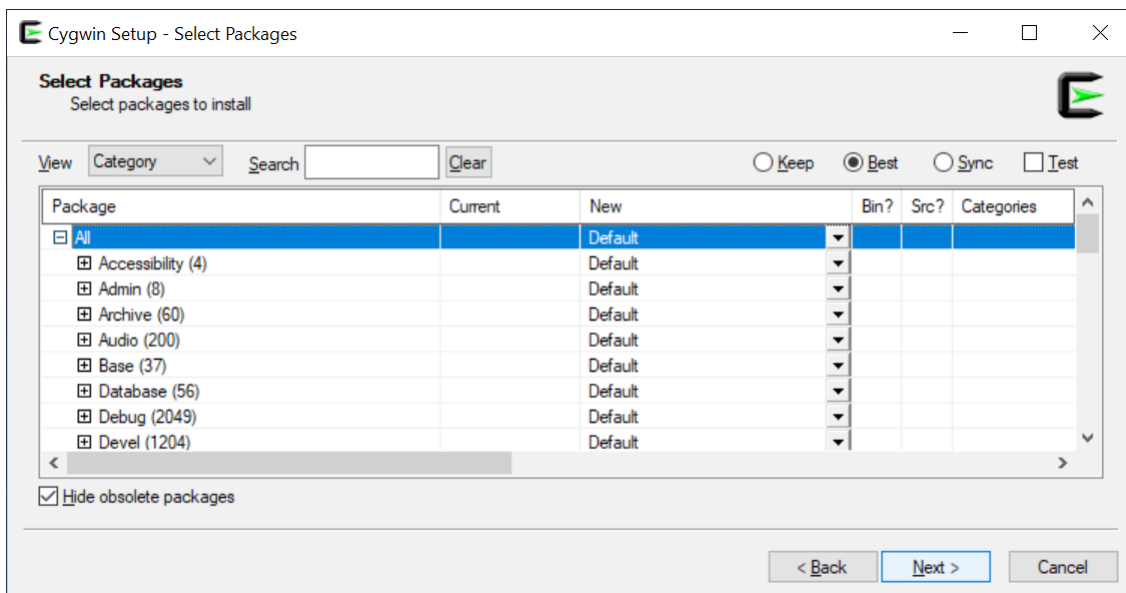 Cygwin Setup - Select Packages
Select Packages
Select packages to install
View Category Search Clear Keep Best Sync Test
Package Current New Bin? Src? Categories
All Default
Accessibility (4) Default
Admin (8) Default
Archive (60) Default
Audio (200) Default
Base (37) Default
Database (56) Default
Debug (2049) Default
Devel (1204) Default
Hide obsolete packages
< Back Next > Cancel